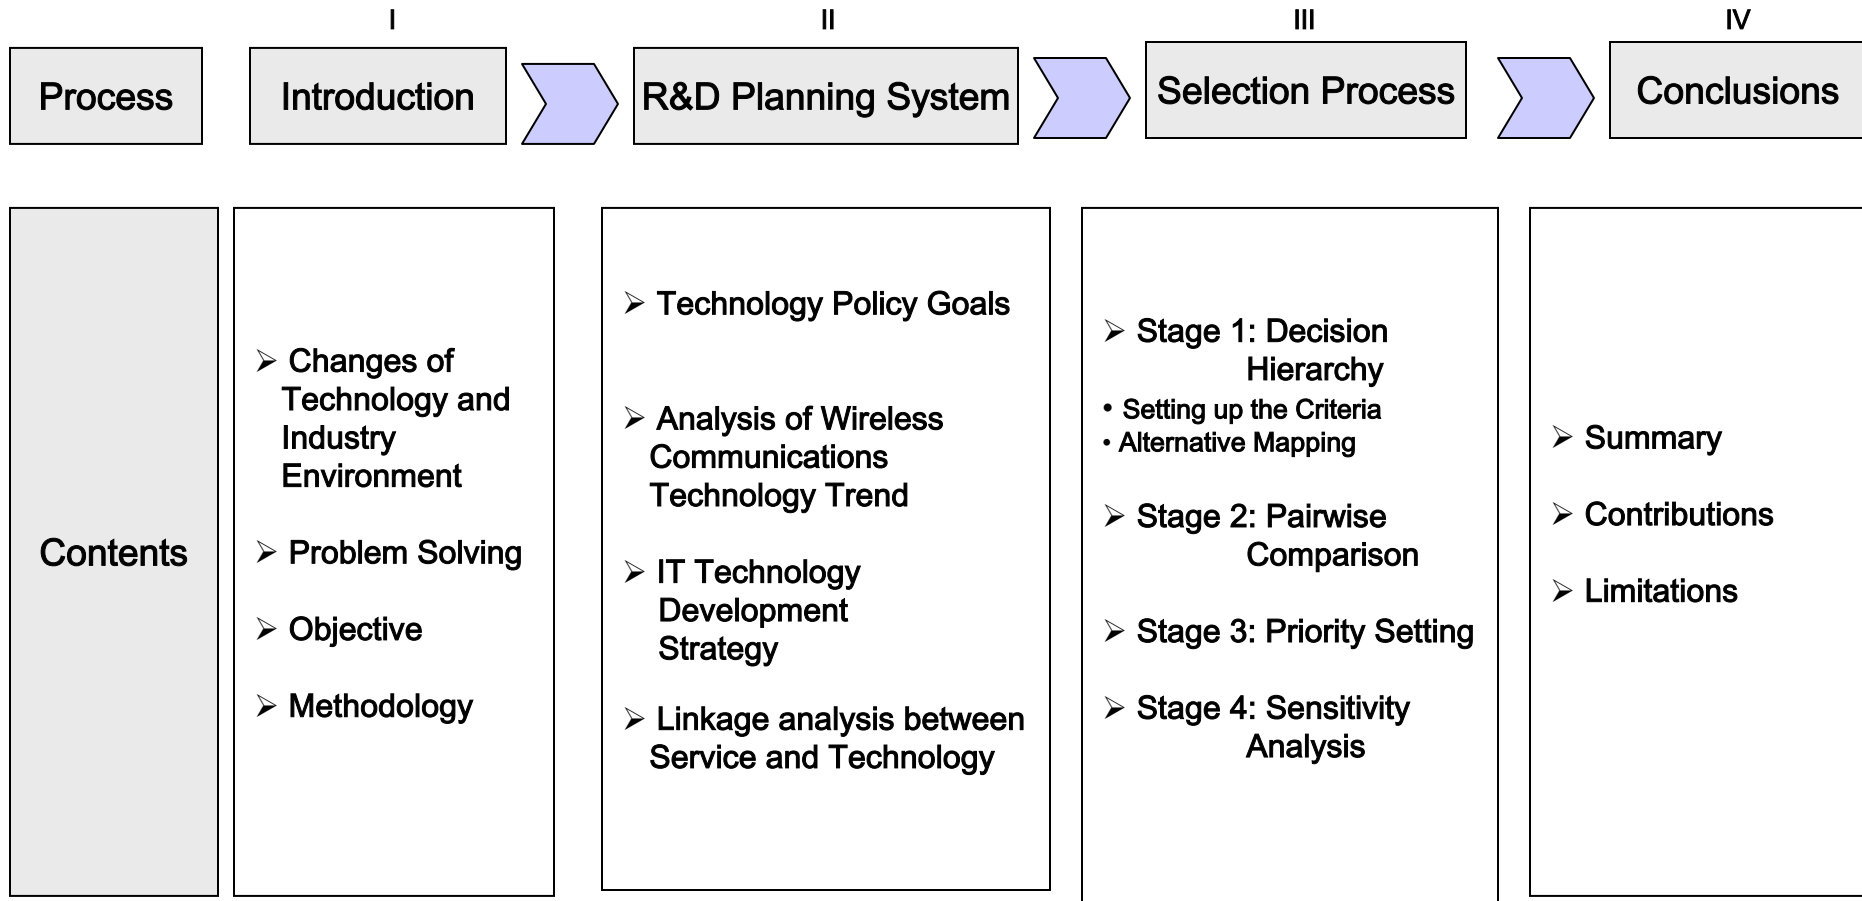 I
II
III
IV
Process
Introduction
R&D Planning System
Selection Process
Conclusions
Contents
➢ Changes of
Technology and
Industry
Environment
➢ Problem Solving
➢ Objective
➢ Methodology
➢ Technology Policy Goals
➢ Analysis of Wireless
Communications
Technology Trend
➢ IT Technology
Development
Strategy
➢ Linkage analysis between
Service and Technology
➢ Stage 1: Decision
Hierarchy
• Setting up the Criteria
• Alternative Mapping
➢ Stage 2: Pairwise
Comparison
➢ Stage 3: Priority Setting
➢ Stage 4: Sensitivity
Analysis
➢ Summary
➢ Contributions
➢ Limitations